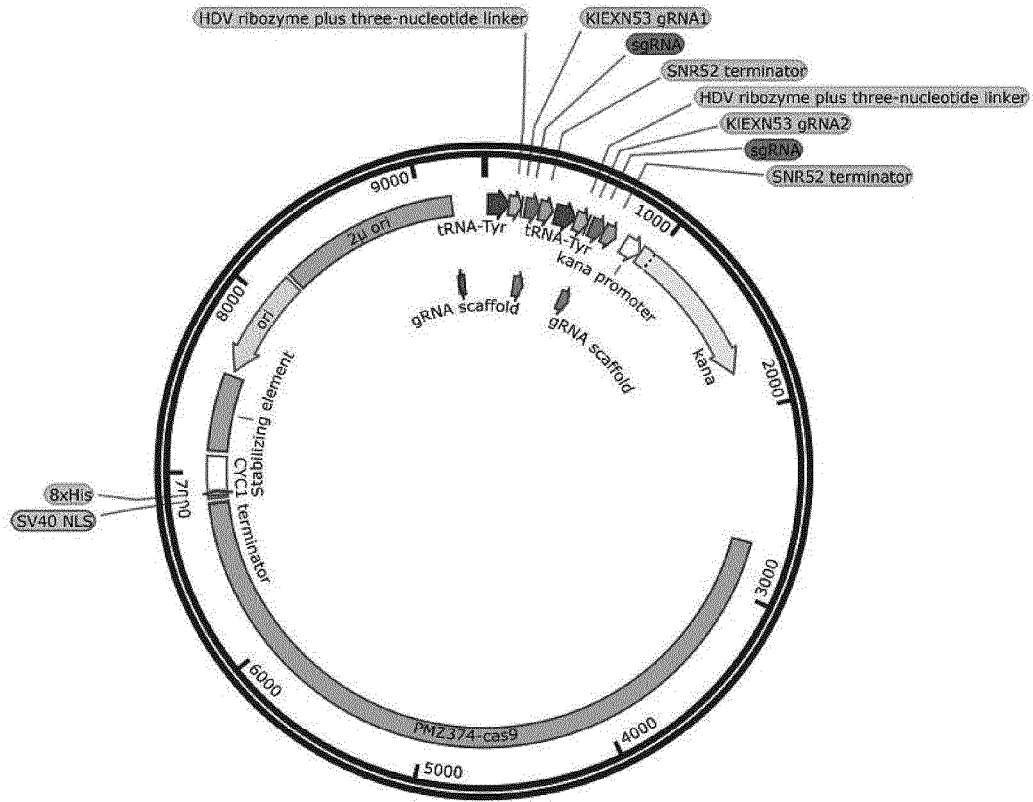 HDV ribozyme plus three-nucleotide linker
KIEXN53 gRNA1
sgRNA
SNR52 terminator
HDV ribozyme plus three-nucleotide linker
KIEXN53 gRNA2
sgRNA
SNR52 terminator
9000
1000
2μ ori
tRNA-Tyr
tRNA-Tyr
kana promoter
8000
ori
gRNA scaffold
gRNA scaffold
kana
2000
Stabilizing element
CYC1 terminator
8xHis
SV40 NLS
7000
3000
6000
PMZ374-cas9
4000
5000